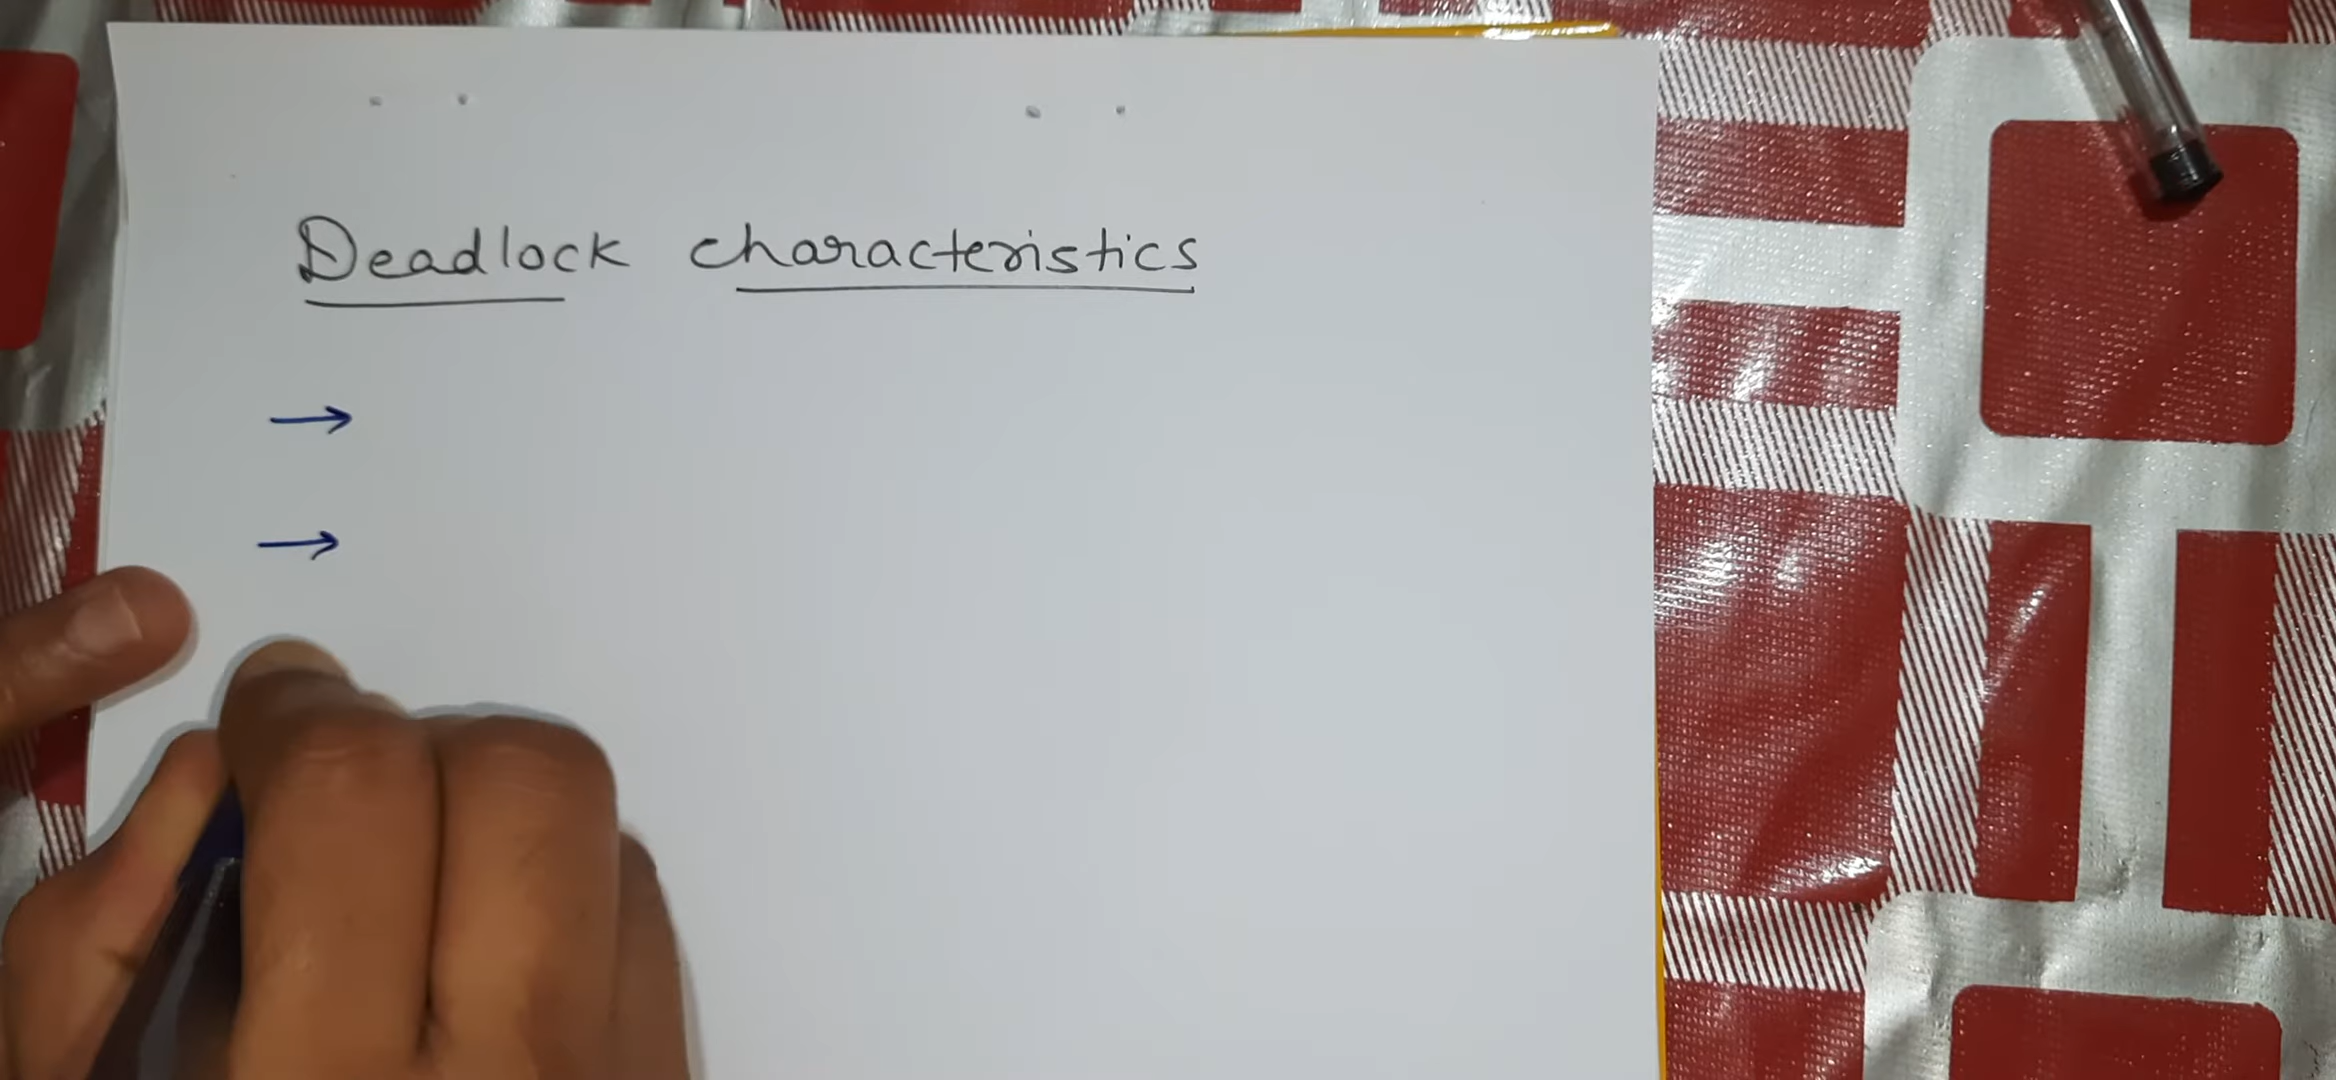 Deadlock characteristics
→
→